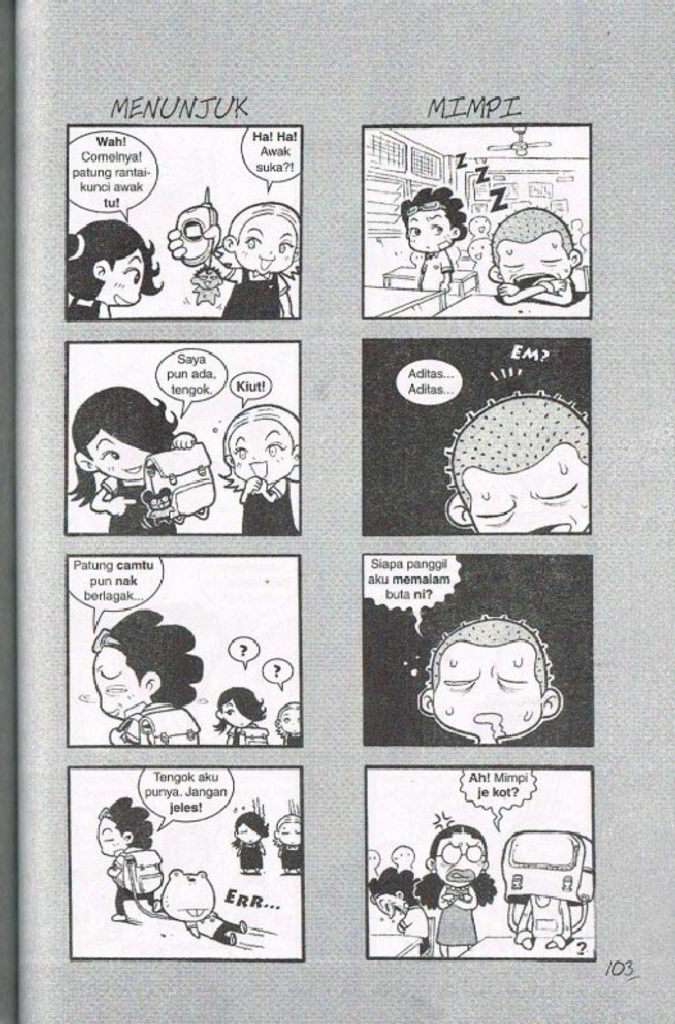 MENUNJUK
Wah!
Comelnya!
patung rantai-
kunci awak
tu!
Ha! Ha!
Awak
suka?!
Saya
pun ada,
tengok.
Kiut!
Patung camtu
pun nak
berlagak...
?
?
Tengok aku
punya. Jangan
jeles!
ERR...
MIMPI
Z
Z
Z
EM?
Aditas...
Aditas...
Siapa panggil
aku memalam
buta ni?
Ah! Mimpi
je kot?
?
103